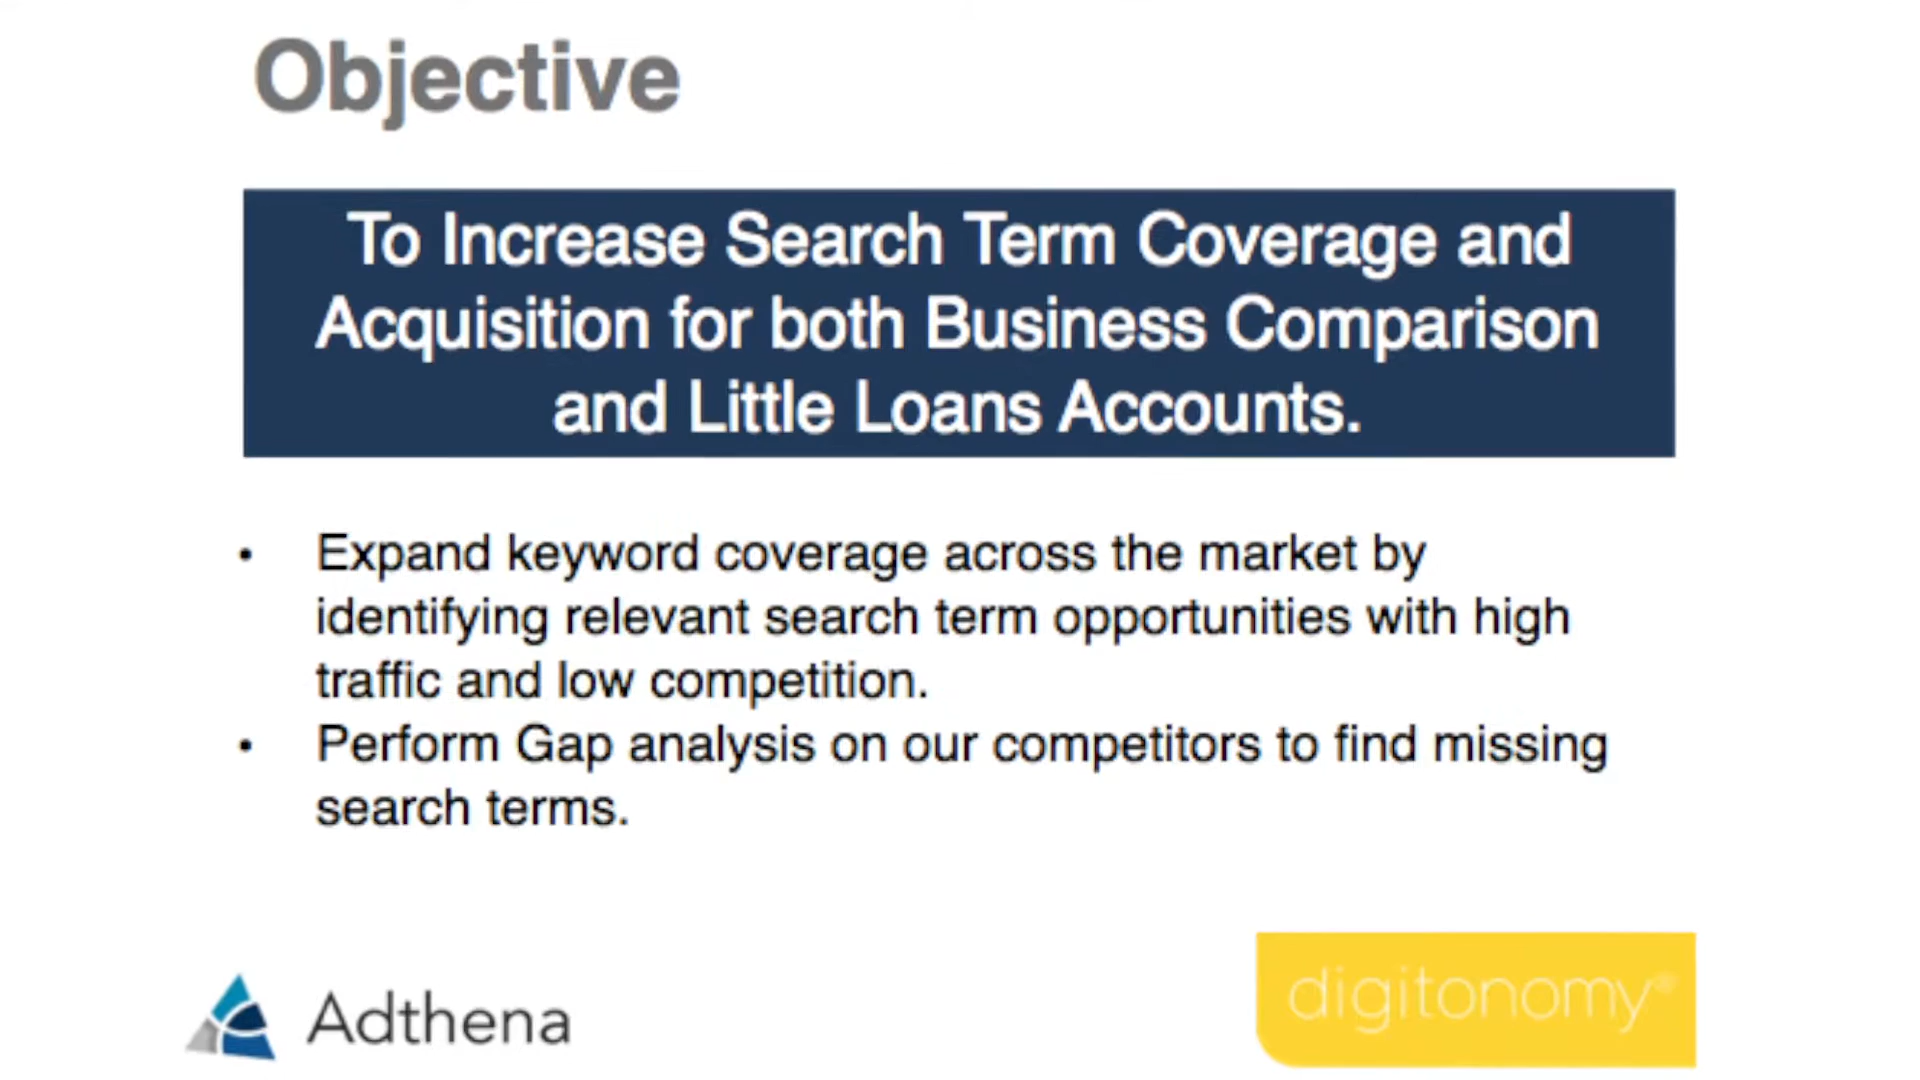 Objective
To Increase Search Term Coverage and
Acquisition for both Business Comparison
and Little Loans Accounts.
• Expand keyword coverage across the market by
identifying relevant search term opportunities with high
traffic and low competition.
• Perform Gap analysis on our competitors to find missing
search terms.
Adthena
digitonomy®